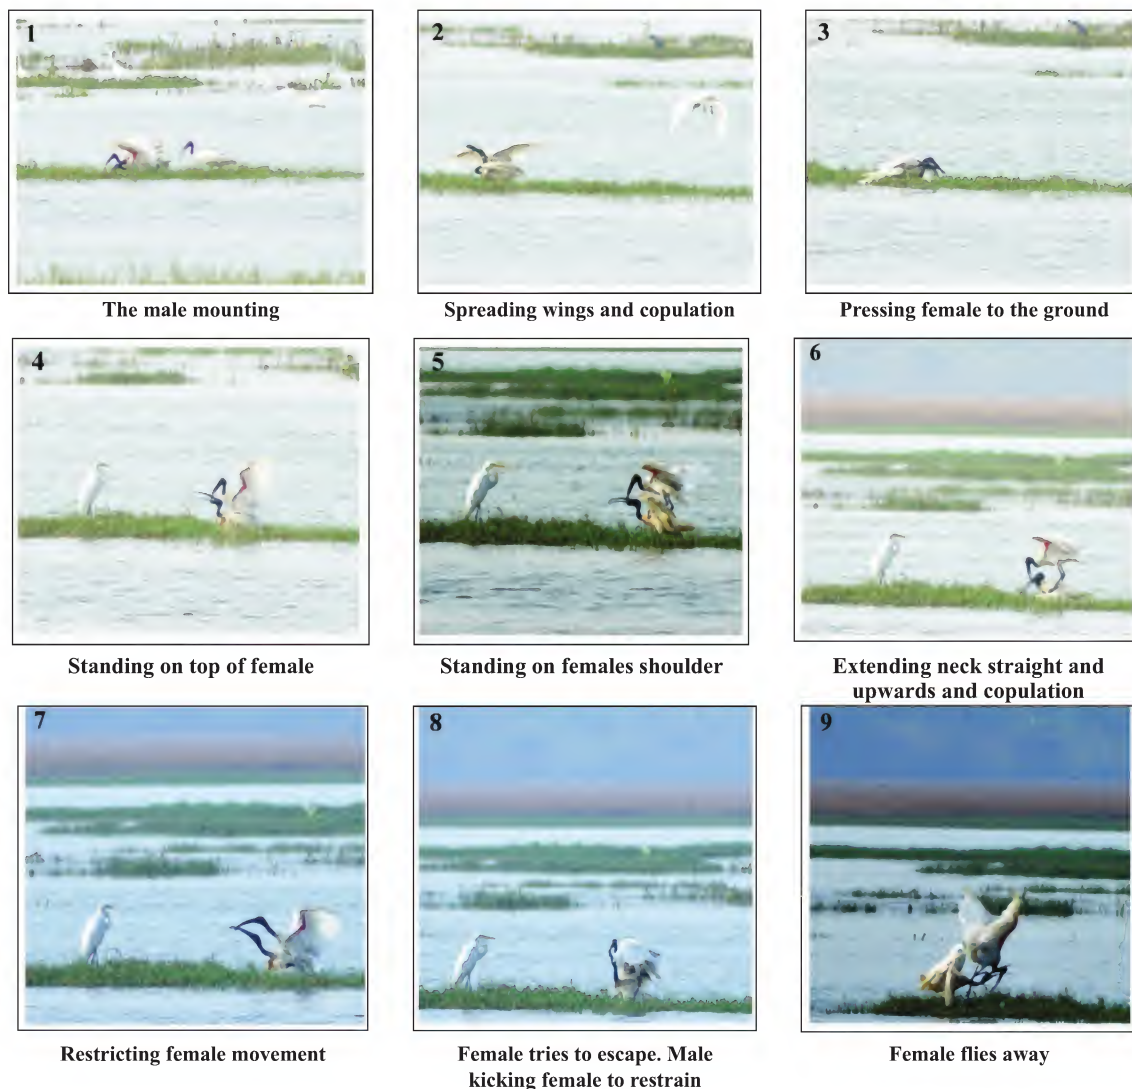 1
2
3
The male mounting
Spreading wings and copulation
Pressing female to the ground
4
5
6
Standing on top of female
Standing on females shoulder
Extending neck straight and
upwards and copulation
7
8
9
Restricting female movement
Female tries to escape. Male
kicking female to restrain
Female flies away